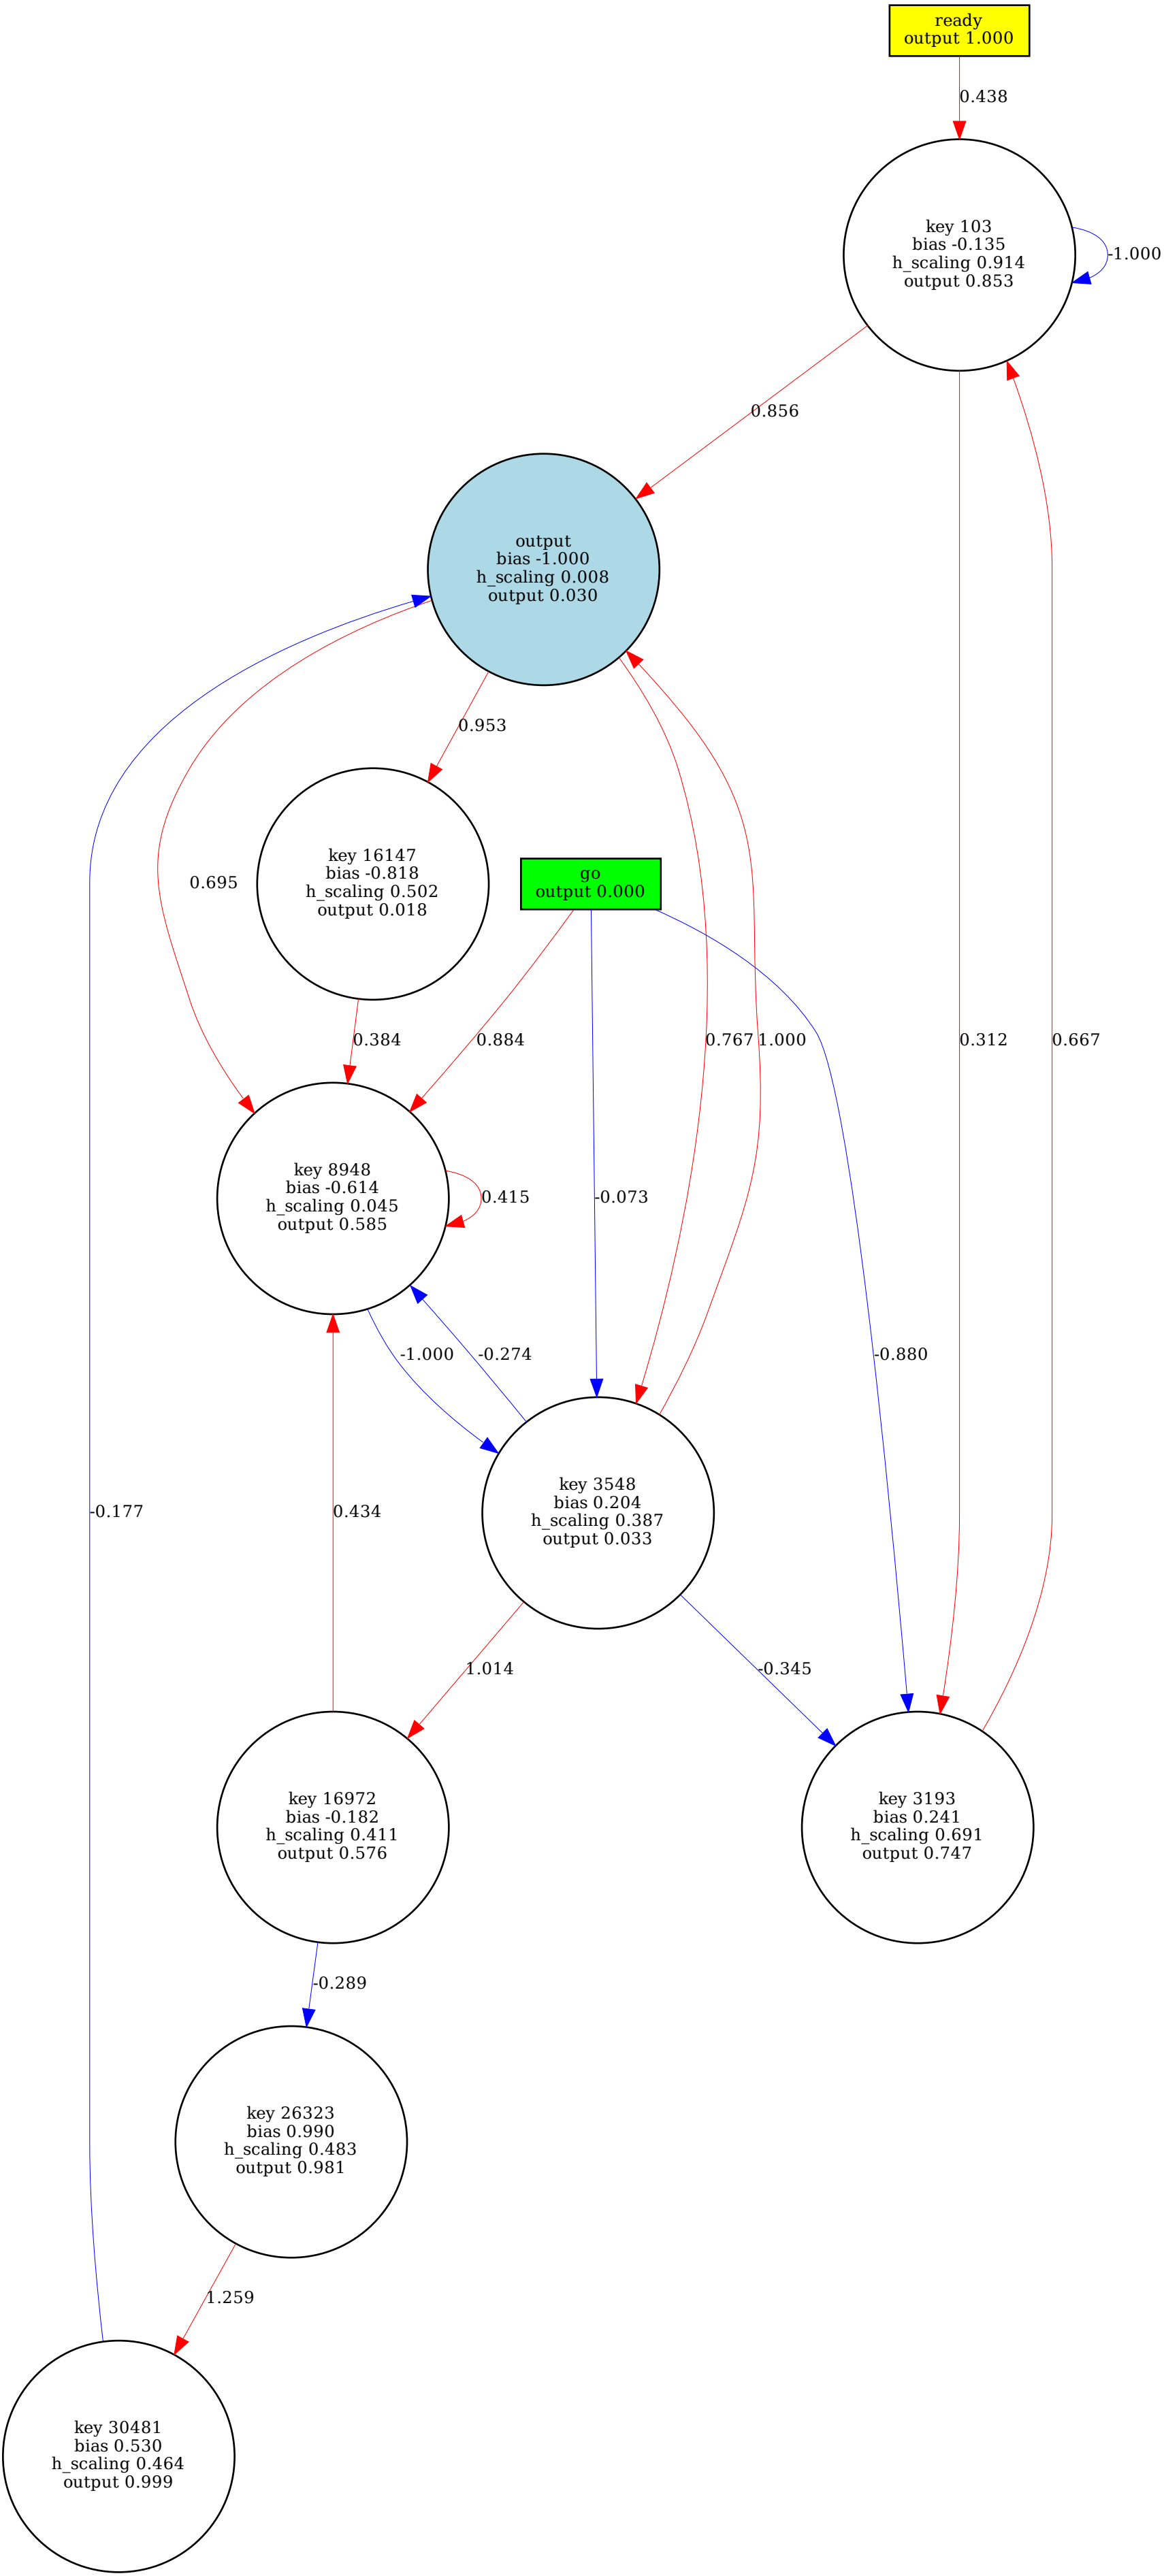 ready
output 1.000
0.438
key 103
bias -0.135
h_scaling 0.914
output 0.853
-1.000
0.856
output
bias -1.000
h_scaling 0.008
output 0.030
0.953
key 16147
bias -0.818
h_scaling 0.502
output 0.018
go
output 0.000
0.695
0.384
0.884
0.767
1.000
0.312
0.667
key 8948
bias -0.614
h_scaling 0.045
output 0.585
0.415
-0.073
-1.000
-0.274
-0.880
key 3548
bias 0.204
h_scaling 0.387
output 0.033
-0.177
0.434
1.014
-0.345
key 16972
bias -0.182
h_scaling 0.411
output 0.576
key 3193
bias 0.241
h_scaling 0.691
output 0.747
-0.289
key 26323
bias 0.990
h_scaling 0.483
output 0.981
1.259
key 30481
bias 0.530
h_scaling 0.464
output 0.999